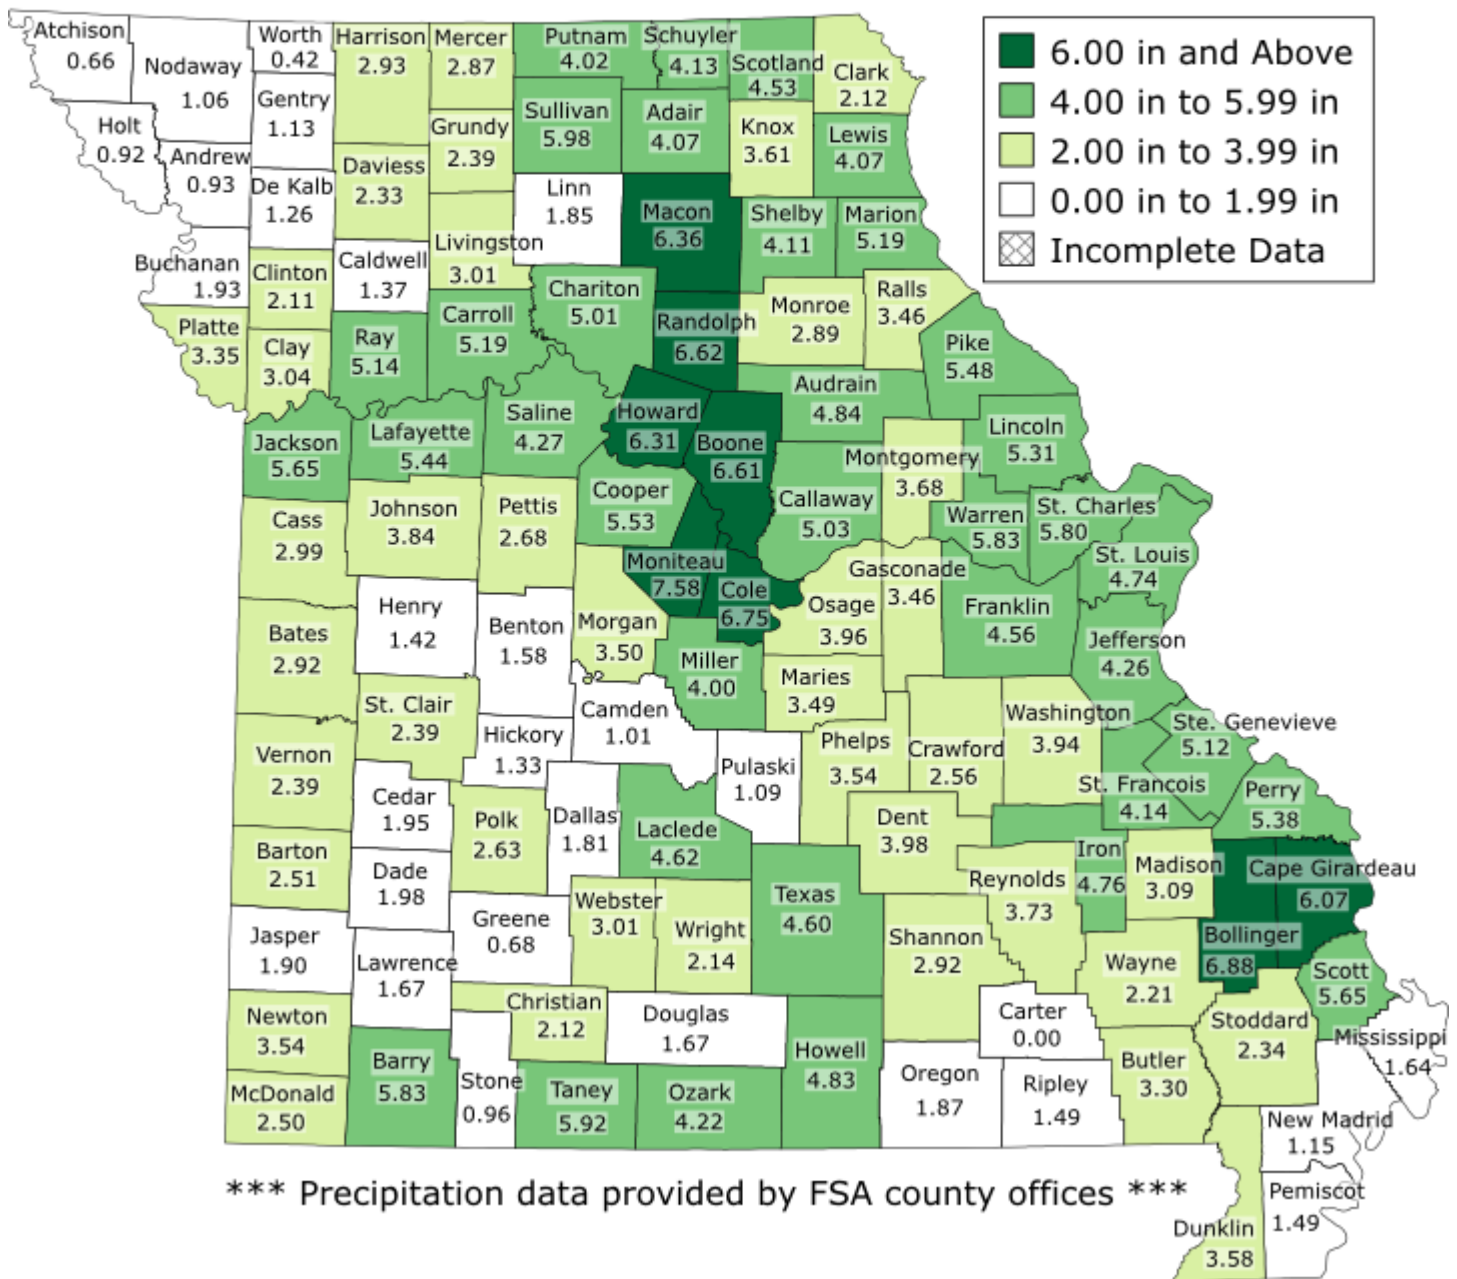 Atchison
0.66
Nodaway
1.06
Worth
0.42
Harrison
2.93
Mercer
2.87
Putnam
4.02
Schuyler
4.13
Scotland
4.53
Clark
2.12
6.00 in and Above
4.00 in to 5.99 in
2.00 in to 3.99 in
0.00 in to 1.99 in
Incomplete Data
Holt
0.92
Andrew
0.93
Gentry
1.13
De Kalb
1.26
Daviess
2.33
Grundy
2.39
Sullivan
5.98
Adair
4.07
Knox
3.61
Lewis
4.07
Linn
1.85
Macon
6.36
Shelby
4.11
Marion
5.19
Buchanan
1.93
Clinton
2.11
Caldwell
1.37
Livingston
3.01
Chariton
5.01
Randolph
6.62
Monroe
2.89
Ralls
3.46
Platte
3.35
Clay
3.04
Ray
5.14
Carroll
5.19
Pike
5.48
Audrain
4.84
Jackson
5.65
Lafayette
5.44
Saline
4.27
Howard
6.31
Boone
6.61
Lincoln
5.31
Montgomery
3.68
Cooper
5.53
Callaway
5.03
Warren
5.83
St. Charles
5.80
St. Louis
4.74
Cass
2.99
Johnson
3.84
Pettis
2.68
Moniteau
7.58
Cole
6.75
Osage
3.96
Gasconade
3.46
Franklin
4.56
Jefferson
4.26
Bates
2.92
Henry
1.42
Benton
1.58
Morgan
3.50
Miller
4.00
Maries
3.49
St. Clair
2.39
Hickory
1.33
Camden
1.01
Pulaski
1.09
Phelps
3.54
Crawford
2.56
Washington
3.94
Ste. Genevieve
5.12
St. Francois
4.14
Perry
5.38
Vernon
2.39
Cedar
1.95
Polk
2.63
Dallas
1.81
Laclede
4.62
Dent
3.98
Iron
4.76
Madison
3.09
Cape Girardeau
6.07
Barton
2.51
Dade
1.98
Greene
0.68
Webster
3.01
Wright
2.14
Texas
4.60
Reynolds
3.73
Shannon
2.92
Bollinger
6.88
Wayne
2.21
Scott
5.65
Jasper
1.90
Lawrence
1.67
Newton
3.54
Christian
2.12
Douglas
1.67
Howell
4.83
Carter
0.00
Stoddard
2.34
Mississippi
1.64
McDonald
2.50
Barry
5.83
Stone
0.96
Taney
5.92
Ozark
4.22
Oregon
1.87
Ripley
1.49
Butler
3.30
New Madrid
1.15
Pemiscot
1.49
Dunklin
3.58
*** Precipitation data provided by FSA county offices ***